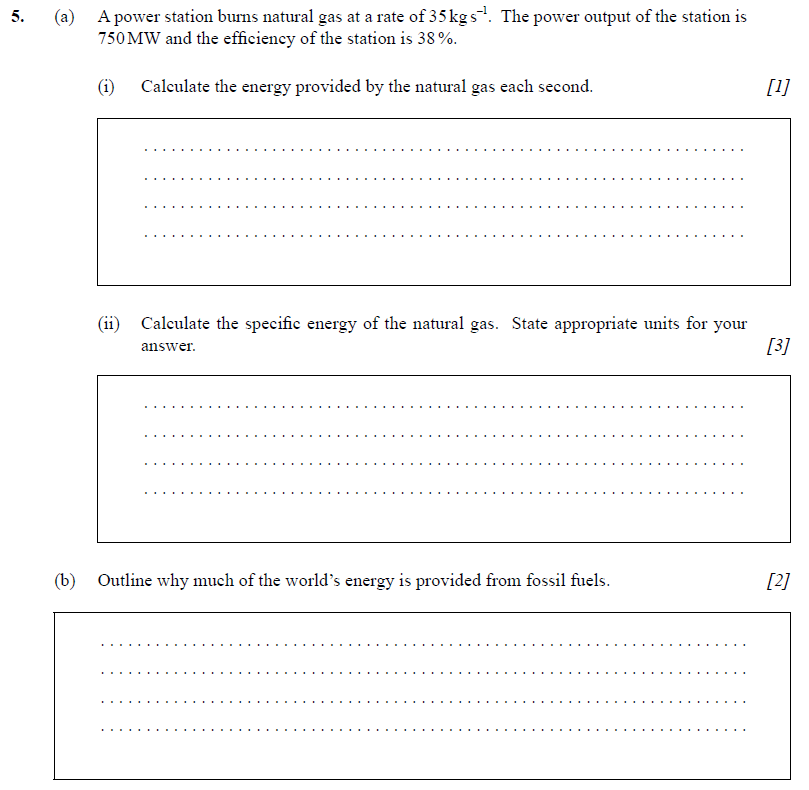 5. (a) A power station burns natural gas at a rate of 35 kg s⁻¹. The power output of the station is
750 MW and the efficiency of the station is 38 %.
(i) Calculate the energy provided by the natural gas each second. [1]
(ii) Calculate the specific energy of the natural gas. State appropriate units for your
answer. [3]
(b) Outline why much of the world's energy is provided from fossil fuels. [2]